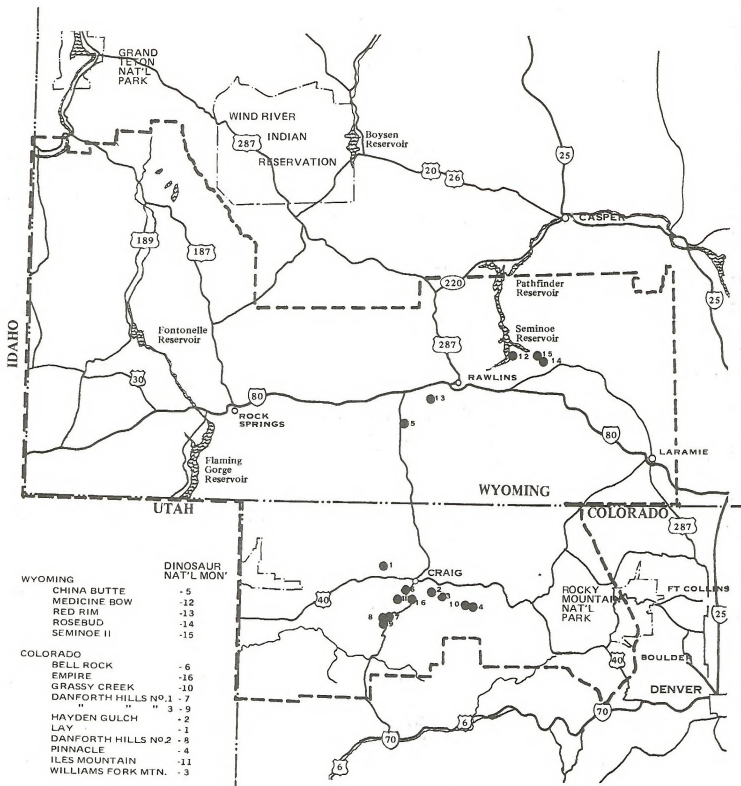 GRAND
TETON
NAT'L
PARK
WIND RIVER
INDIAN
RESERVATION
287
Boysen
Reservoir
20
26
25
CASPER
189
187
220
Pathfinder
Reservoir
25
Seminoe
Reservoir
Fontonelle
Reservoir
287
12
15
14
IDAHO
30
80
ROCK
SPRINGS
RAWLINS
13
5
80
LARAMIE
Flaming
Gorge
Reservoir
WYOMING
UTAH
COLORADO
287
DINOSAUR
NAT'L MON'
1
CRAIG
40
6
2
3
16
10
4
8
7
9
ROCKY
MOUNTAIN
NAT'L
PARK
FT COLLINS
25
40
BOULDER
DENVER
70
6
70
6
WYOMING
CHINA BUTTE - 5
MEDICINE BOW -12
RED RIM -13
ROSEBUD -14
SEMINOE II -15
COLORADO
BELL ROCK - 6
EMPIRE -16
GRASSY CREEK -10
DANFORTH HILLS No.1 - 7
" " " 3 - 9
HAYDEN GULCH - 2
LAY - 1
DANFORTH HILLS No.2 - 8
PINNACLE - 4
ILES MOUNTAIN -11
WILLIAMS FORK MTN. - 3